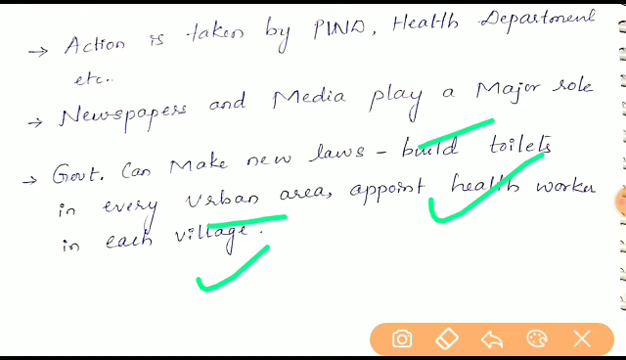 → Action is taken by PWD, Health Department
etc..
→ Newspapers and Media play a Major role
→ Govt. Can Make new laws - build toilets
in every Urban area, appoint health worker
in each village.